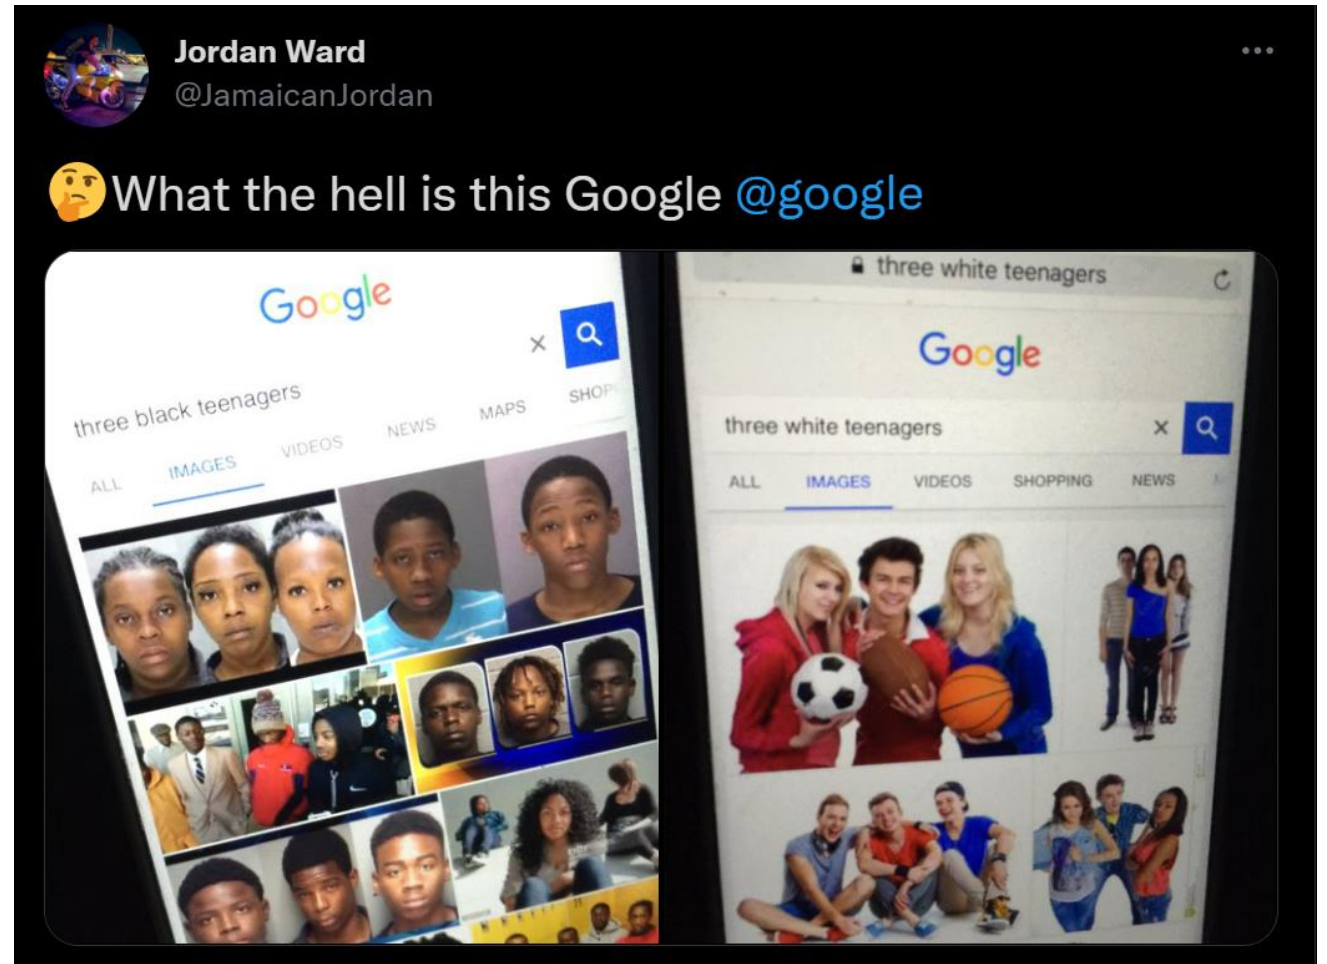 Jordan Ward
@JamaicanJordan
🤔What the hell is this Google @google
Google
three black teenagers
ALL IMAGES VIDEOS NEWS MAPS SHOP
three white teenagers
Google
three white teenagers
ALL IMAGES VIDEOS SHOPPING NEWS